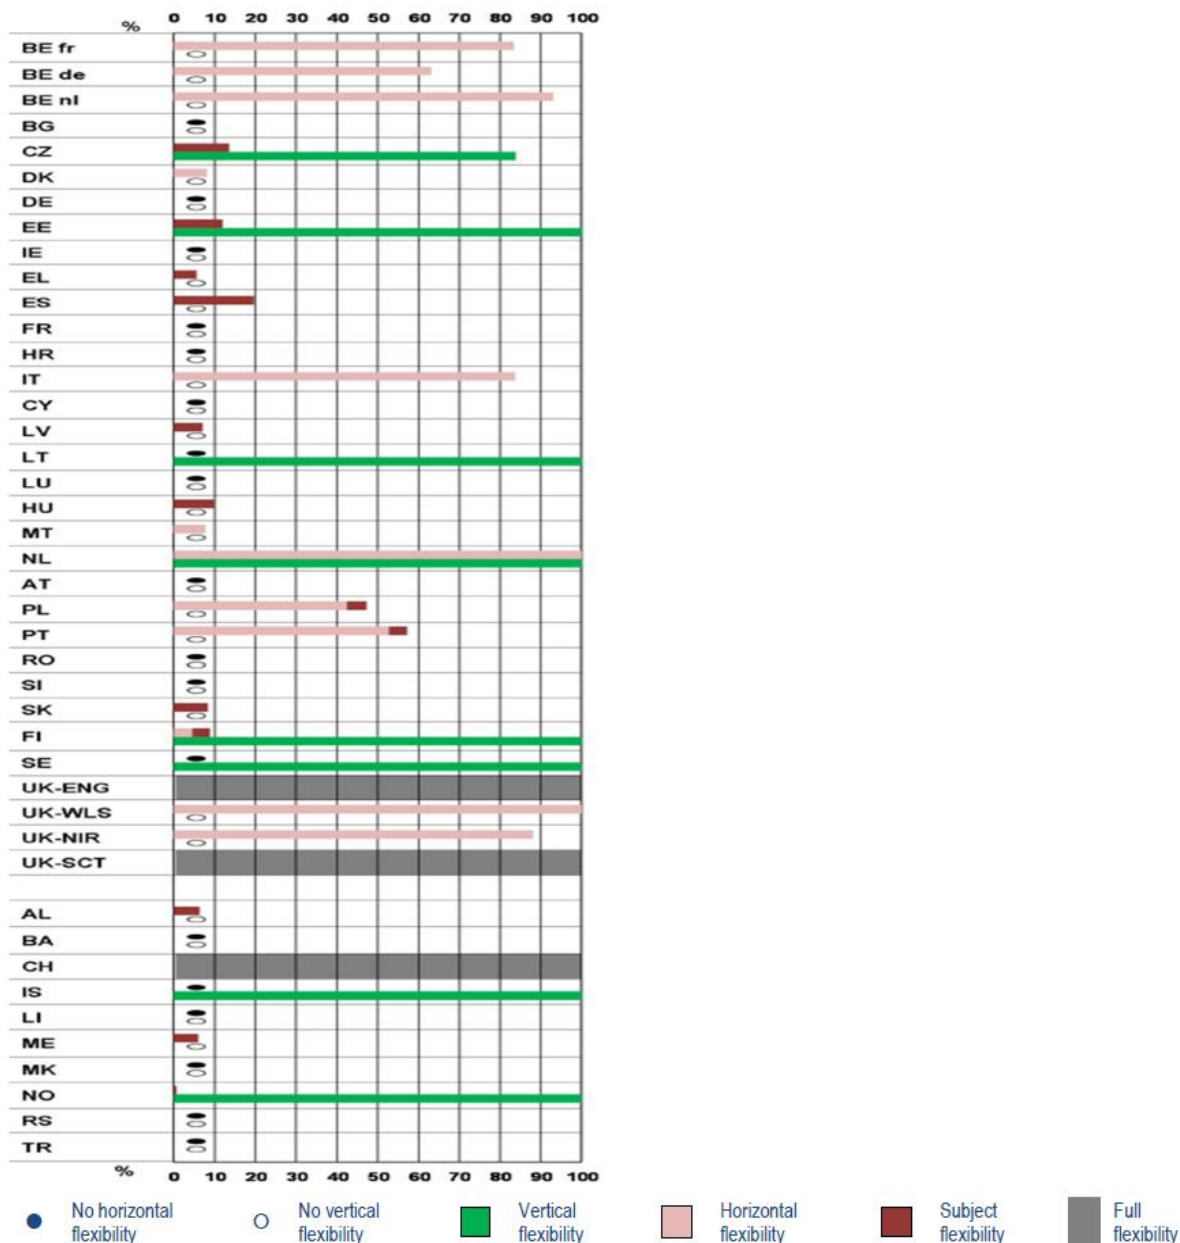 % 0 10 20 30 40 50 60 70 80 90 100
BE fr
BE de
BE nl
BG
CZ
DK
DE
EE
IE
EL
ES
FR
HR
IT
CY
LV
LT
LU
HU
MT
NL
AT
PL
PT
RO
SI
SK
FI
SE
UK-ENG
UK-WLS
UK-NIR
UK-SCT
AL
BA
CH
IS
LI
ME
MK
NO
RS
TR
% 0 10 20 30 40 50 60 70 80 90 100
No horizontal
flexibility
No vertical
flexibility
Vertical
flexibility
Horizontal
flexibility
Subject
flexibility
Full
flexibility